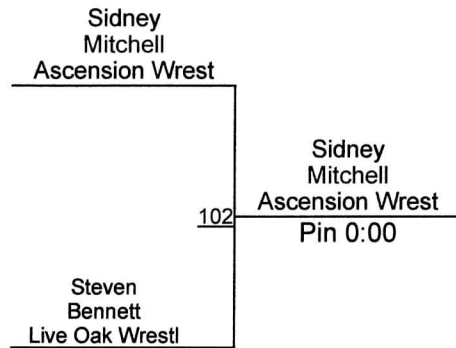 Sidney
Mitchell
Ascension Wrest
Sidney
Mitchell
Ascension Wrest
102
Pin 0:00
Steven
Bennett
Live Oak Wrestl